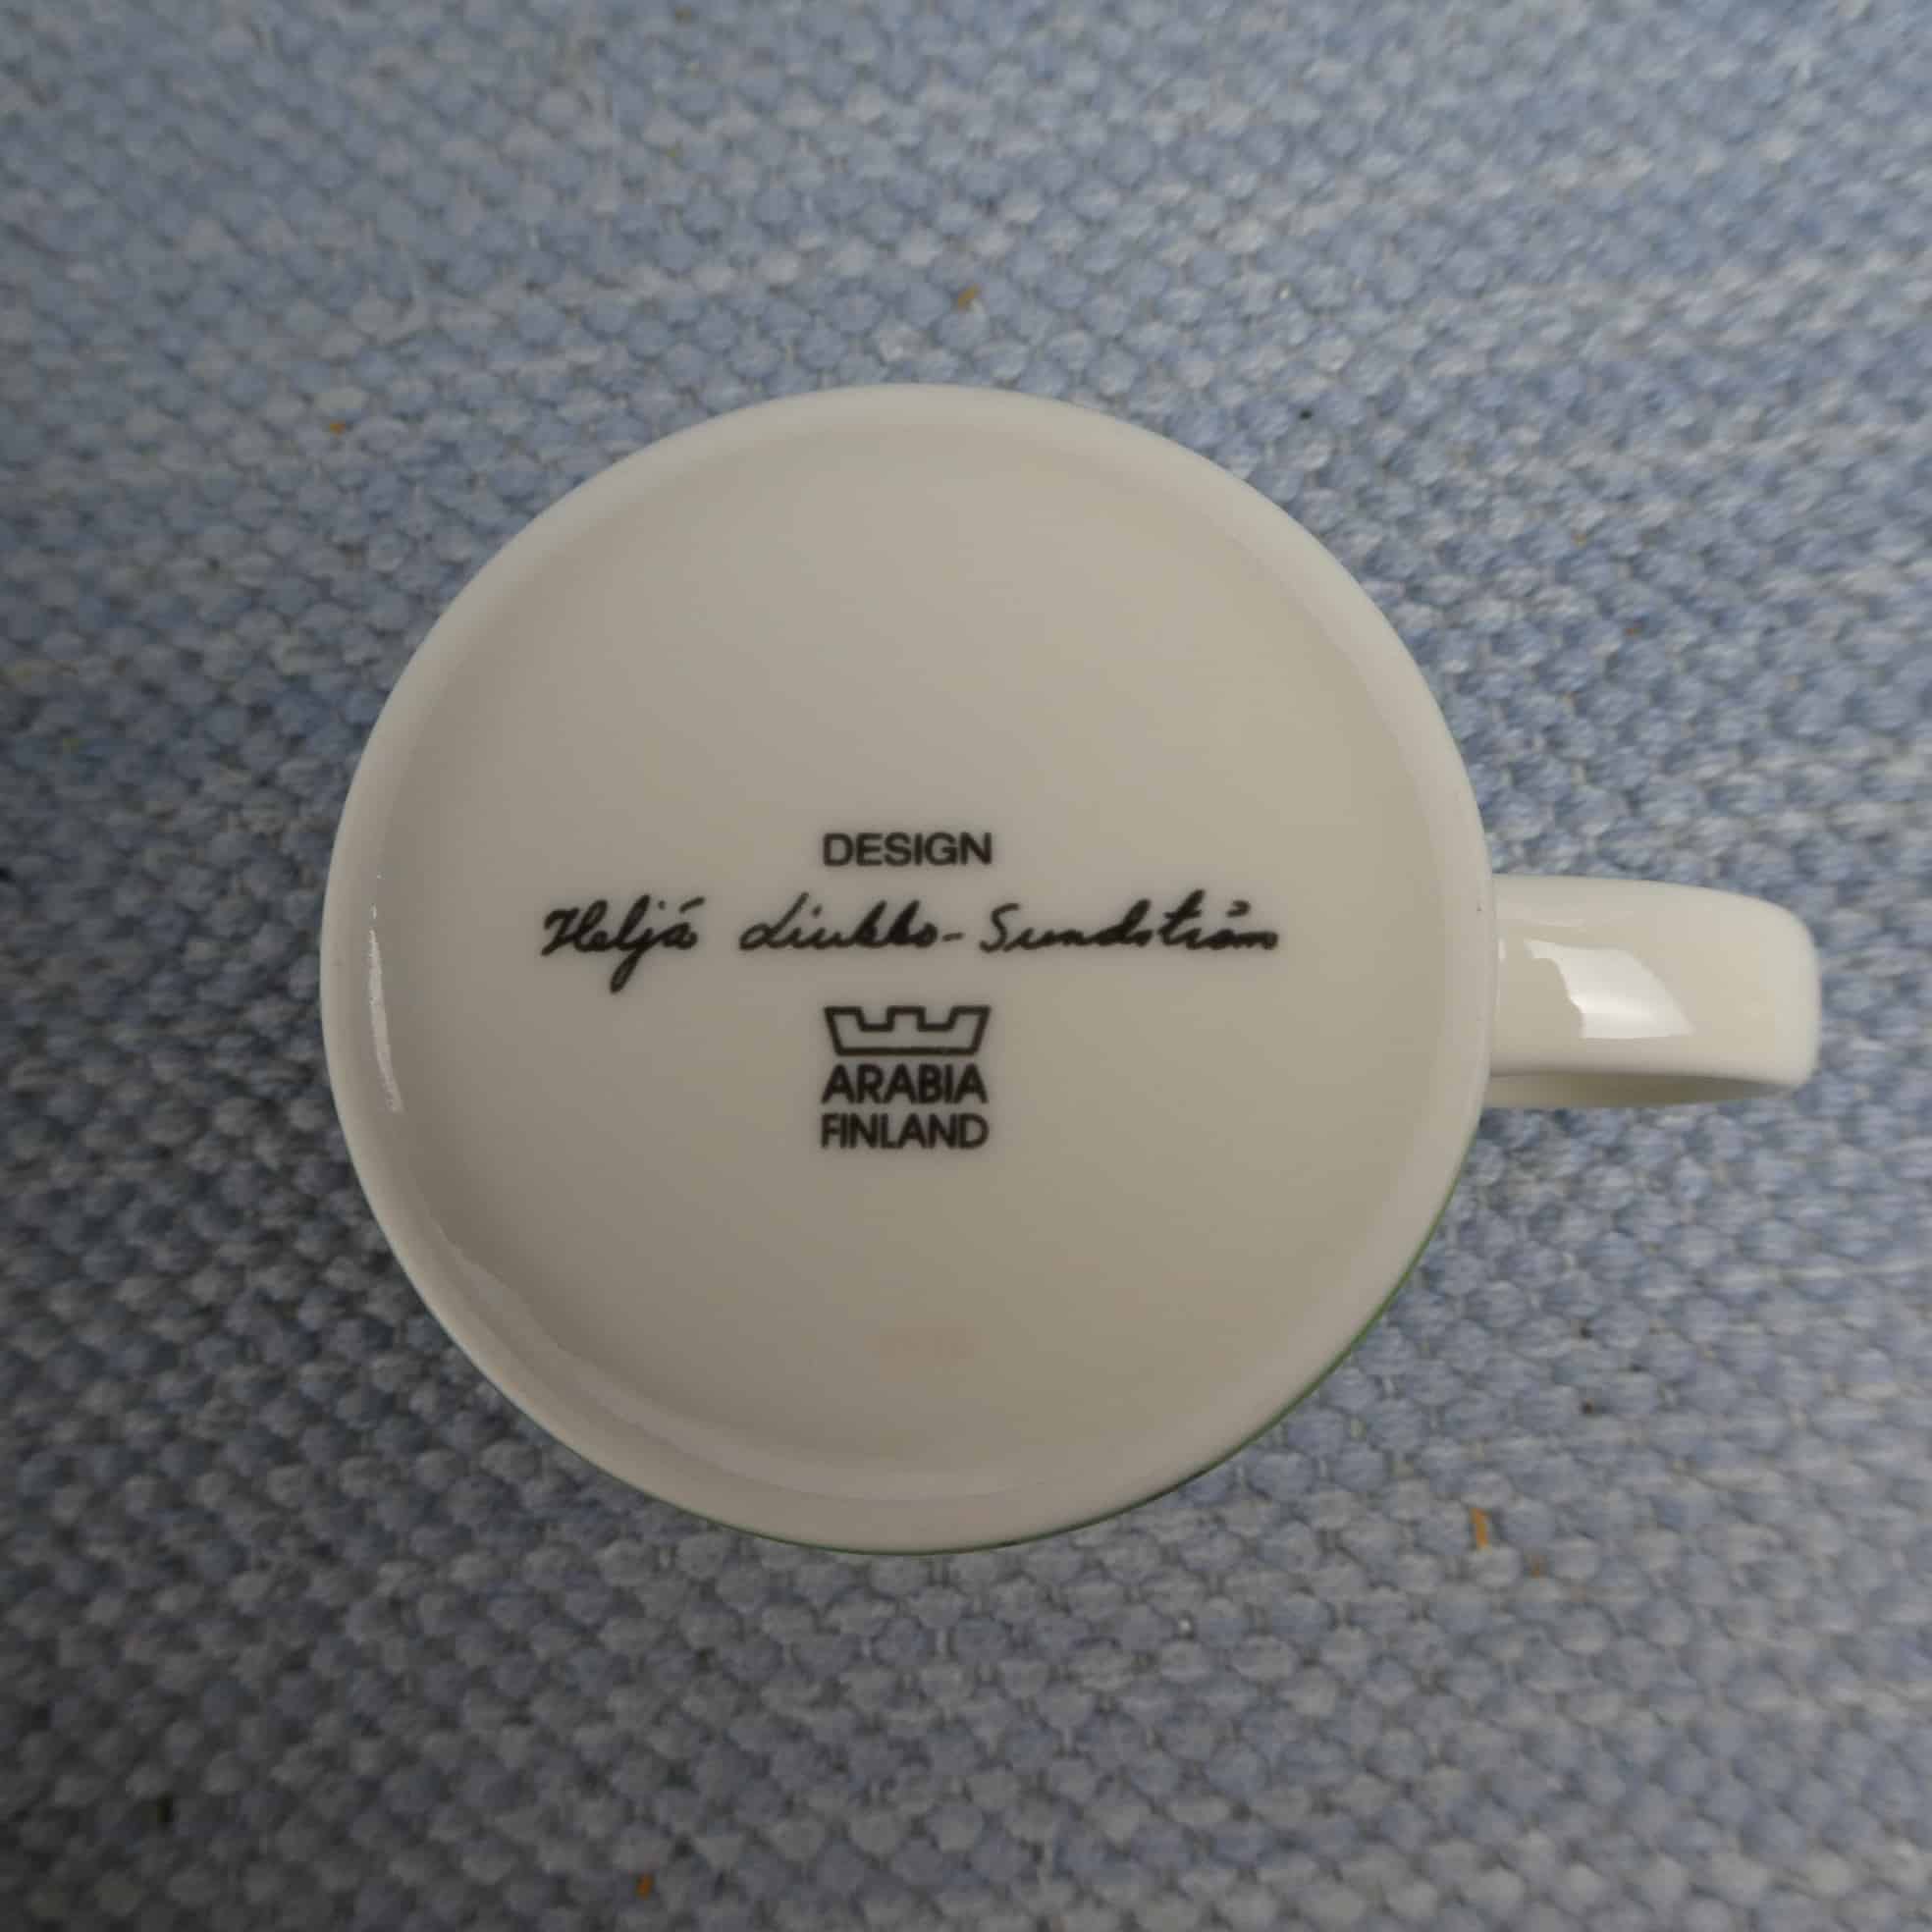 DESIGN
Heljä Liukko-Sundström
ARABIA
FINLAND